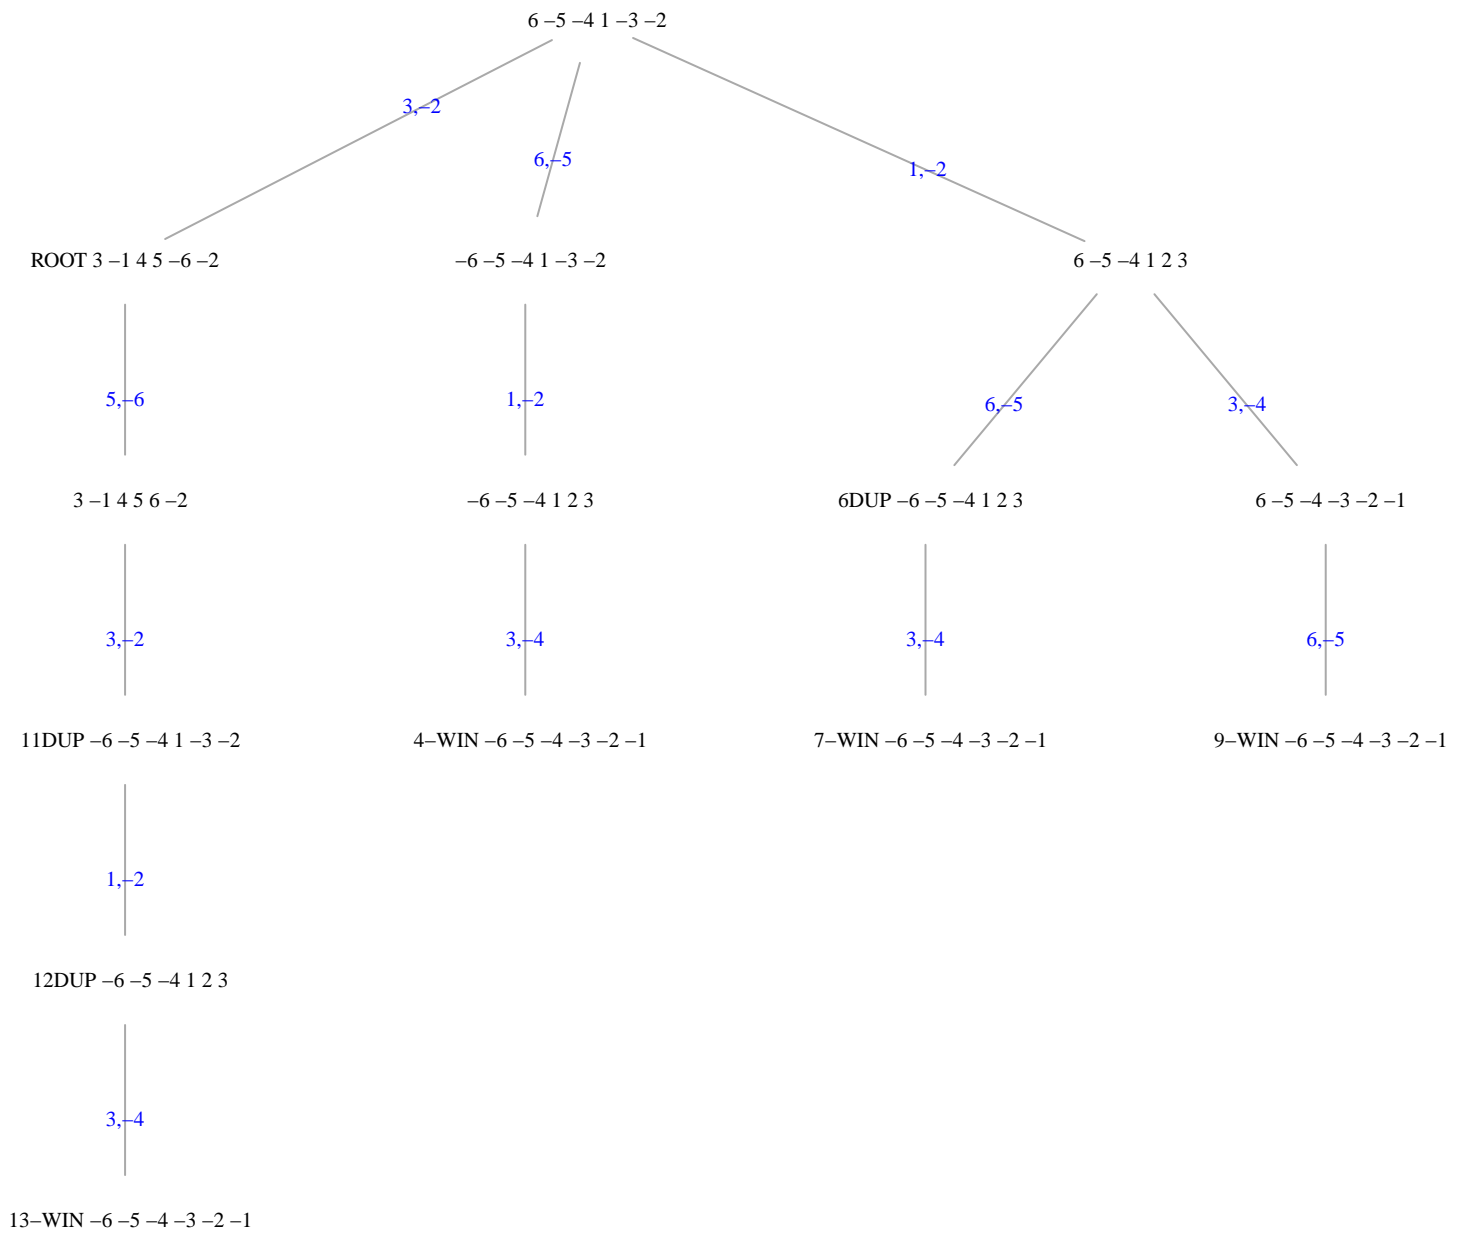 6 –5 –4 1 –3 –2
3,–2
6,–5
1,–2
ROOT 3 –1 4 5 –6 –2
–6 –5 –4 1 –3 –2
6 –5 –4 1 2 3
5,–6
1,–2
6,–5
3,–4
3 –1 4 5 6 –2
–6 –5 –4 1 2 3
6DUP –6 –5 –4 1 2 3
6 –5 –4 –3 –2 –1
3,–2
3,–4
3,–4
6,–5
11DUP –6 –5 –4 1 –3 –2
4–WIN –6 –5 –4 –3 –2 –1
7–WIN –6 –5 –4 –3 –2 –1
9–WIN –6 –5 –4 –3 –2 –1
1,–2
12DUP –6 –5 –4 1 2 3
3,–4
13–WIN –6 –5 –4 –3 –2 –1